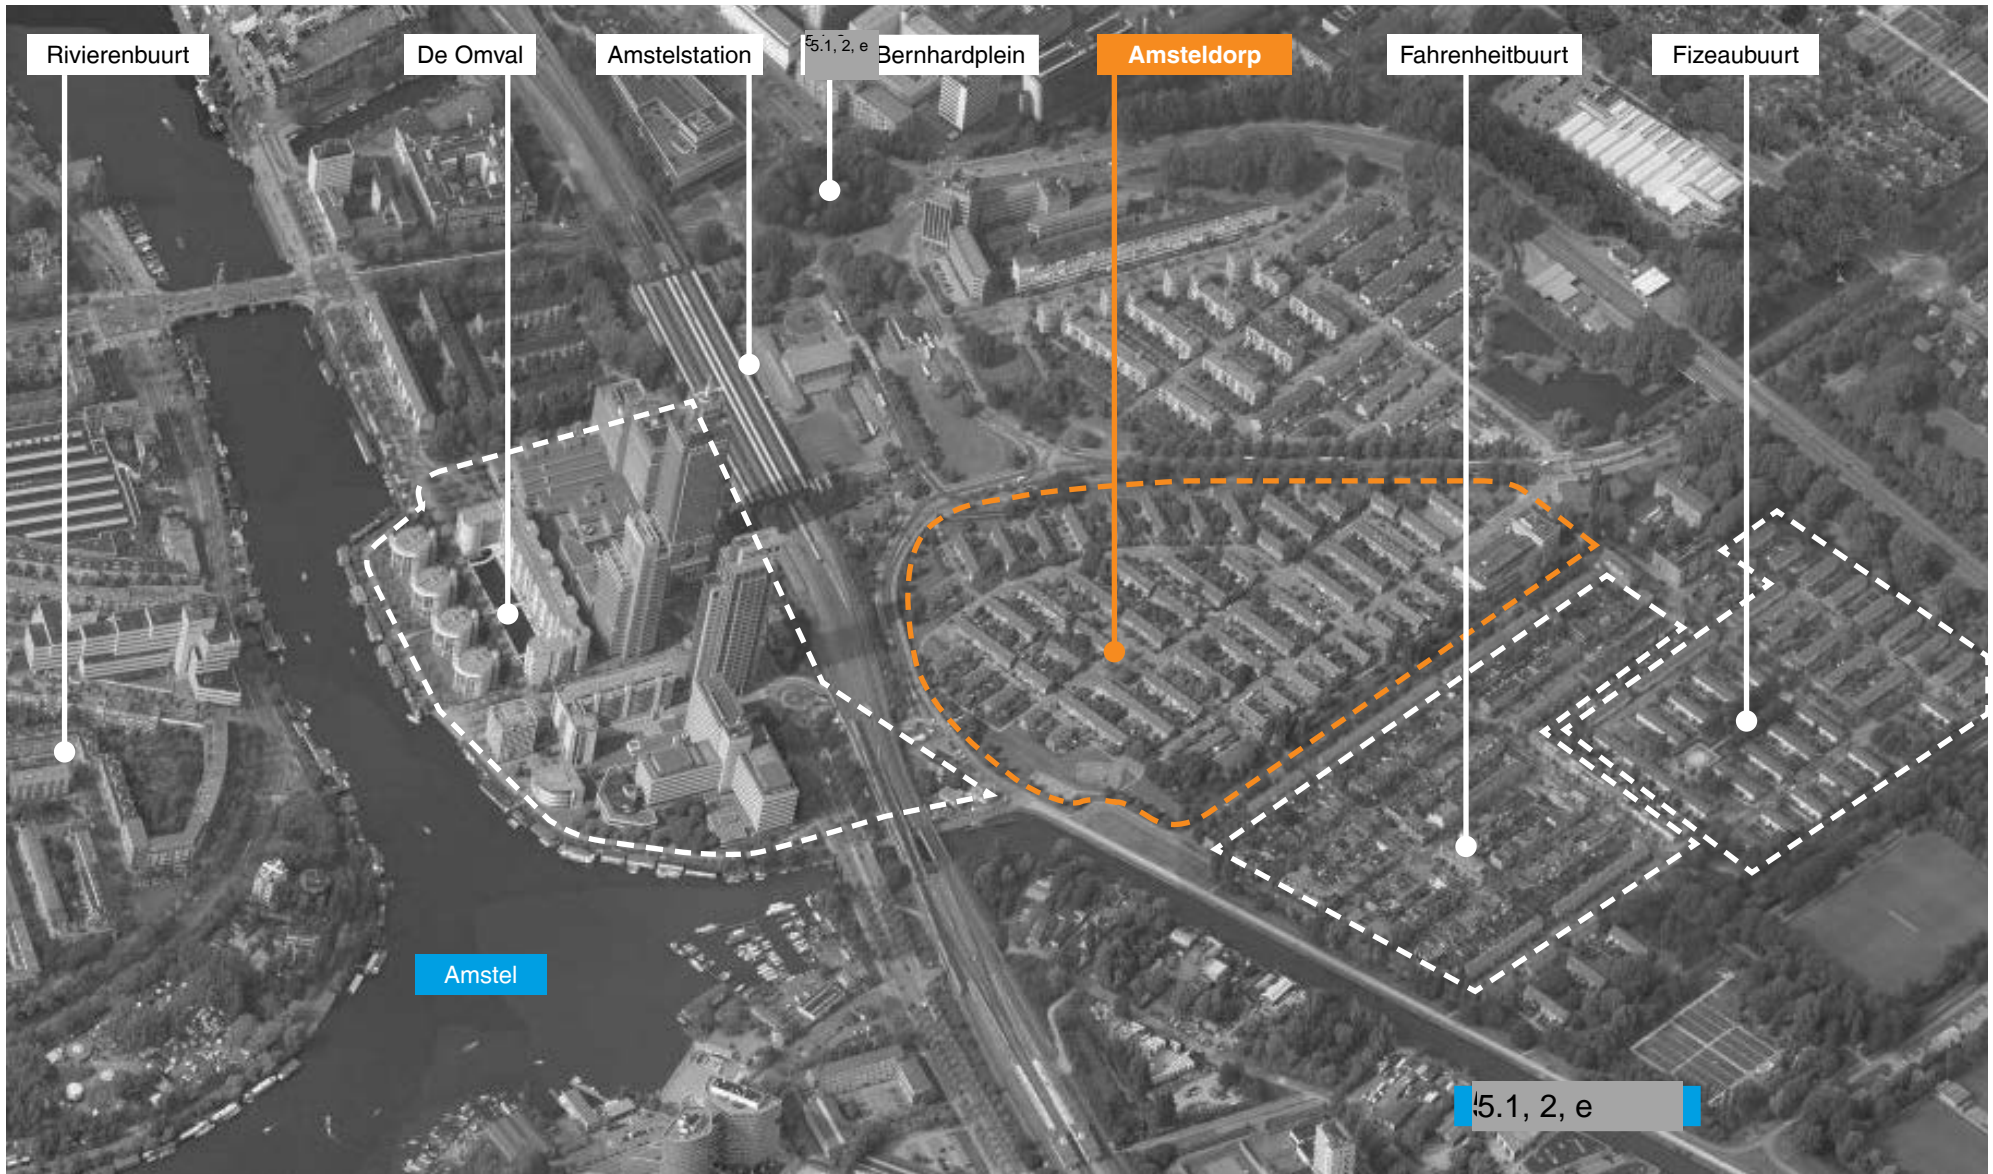 Rivierenbuurt
De Omval
Amstelstation
5.1, 2, e
Bernhardplein
Amsteldorp
Fahrenheitbuurt
Fizeaubuurt
Amstel
5.1, 2, e